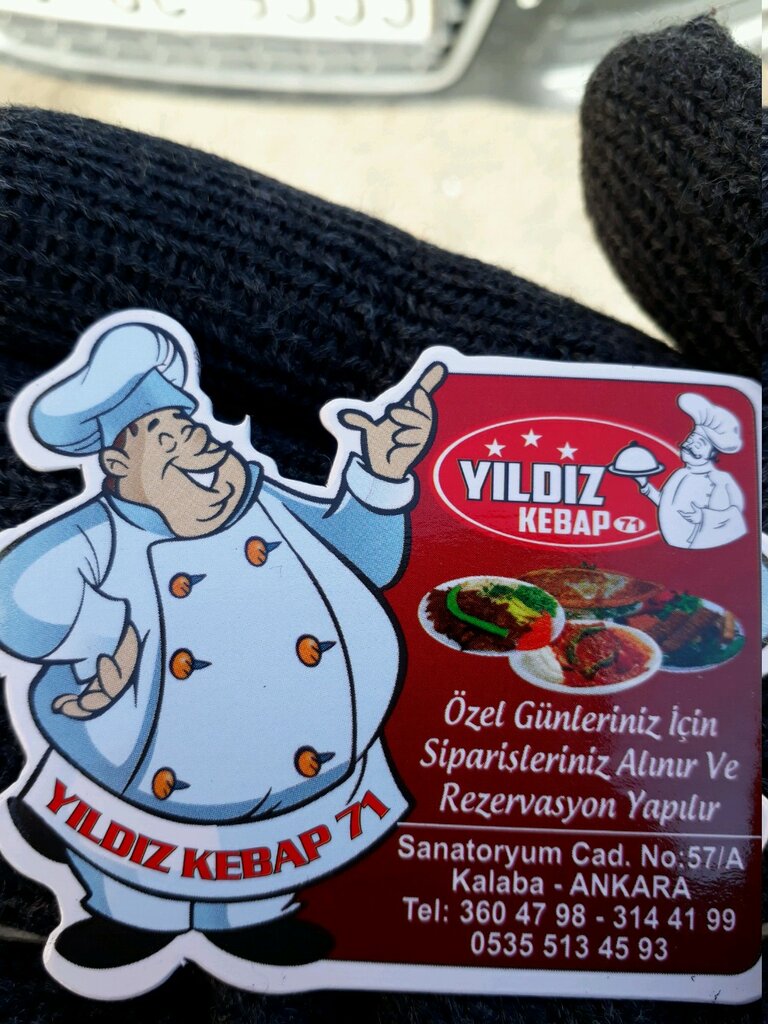 YILDIZ
KEBAP 71
Özel Günleriniz İçin
Siparisleriniz Alınır Ve
Rezervasyon Yapılır
YILDIZ KEBAP 71
Sanatoryum Cad. No:57/A
Kalaba - ANKARA
Tel: 360 47 98 - 314 41 99
0535 513 45 93